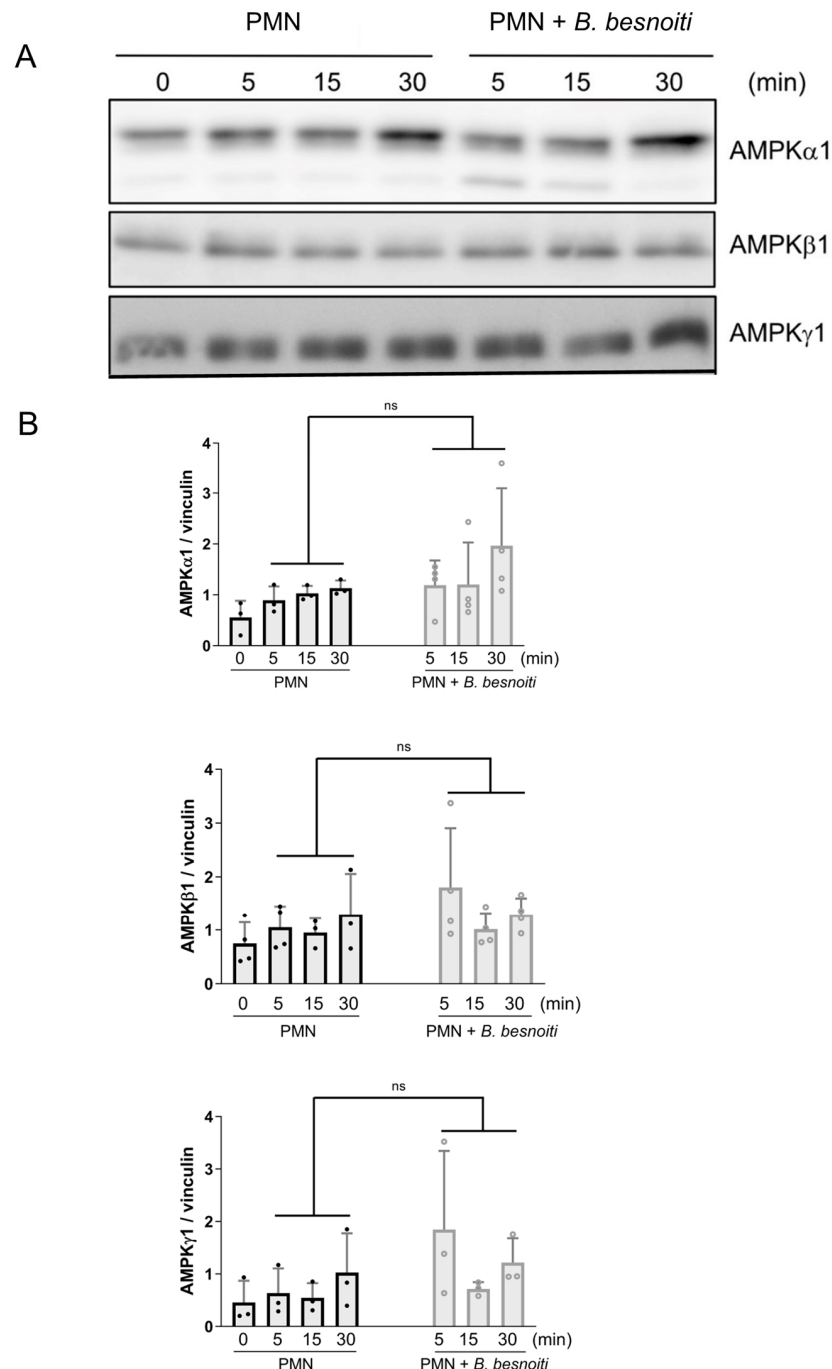 PMN PMN + B. besnoiti
A
0 5 15 30 5 15 30 (min)
AMPKα1
AMPKβ1
AMPKγ1
B
ns
4
3
2
1
0
AMPKα1 / vinculin
0 5 15 30 5 15 30 (min)
PMN PMN + B. besnoiti
ns
4
3
2
1
0
AMPKβ1 / vinculin
0 5 15 30 5 15 30 (min)
PMN PMN + B. besnoiti
ns
4
3
2
1
0
AMPKγ1 / vinculin
0 5 15 30 5 15 30 (min)
PMN PMN + B. besnoiti